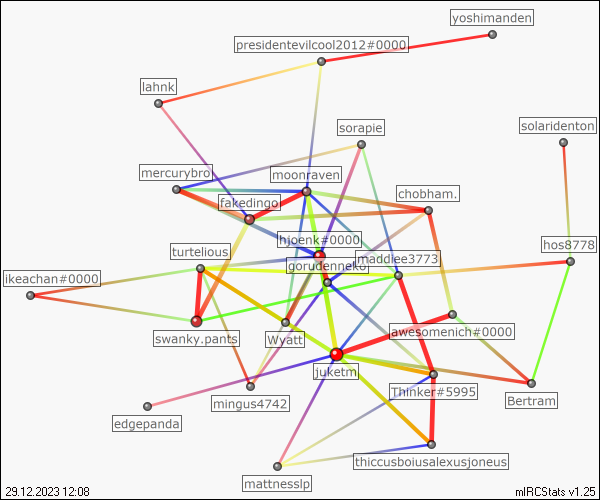 yoshimanden
presidentevilcool2012#0000
lahnk
solaridenton
sorapie
mercurybro
moonraven
chobham.
fakedingo
hjoenk#0000
turtelious
hos8778
maddlee3773
gorudenneko
ikeachan#0000
awesomenich#0000
swanky.pants
Wyatt
juketm
Thinker#5995
mingus4742
Bertram
edgepanda
thiccusboiusalexusjoneus
mattnesslp
29.12.2023 12:08
mIRCStats v1.25